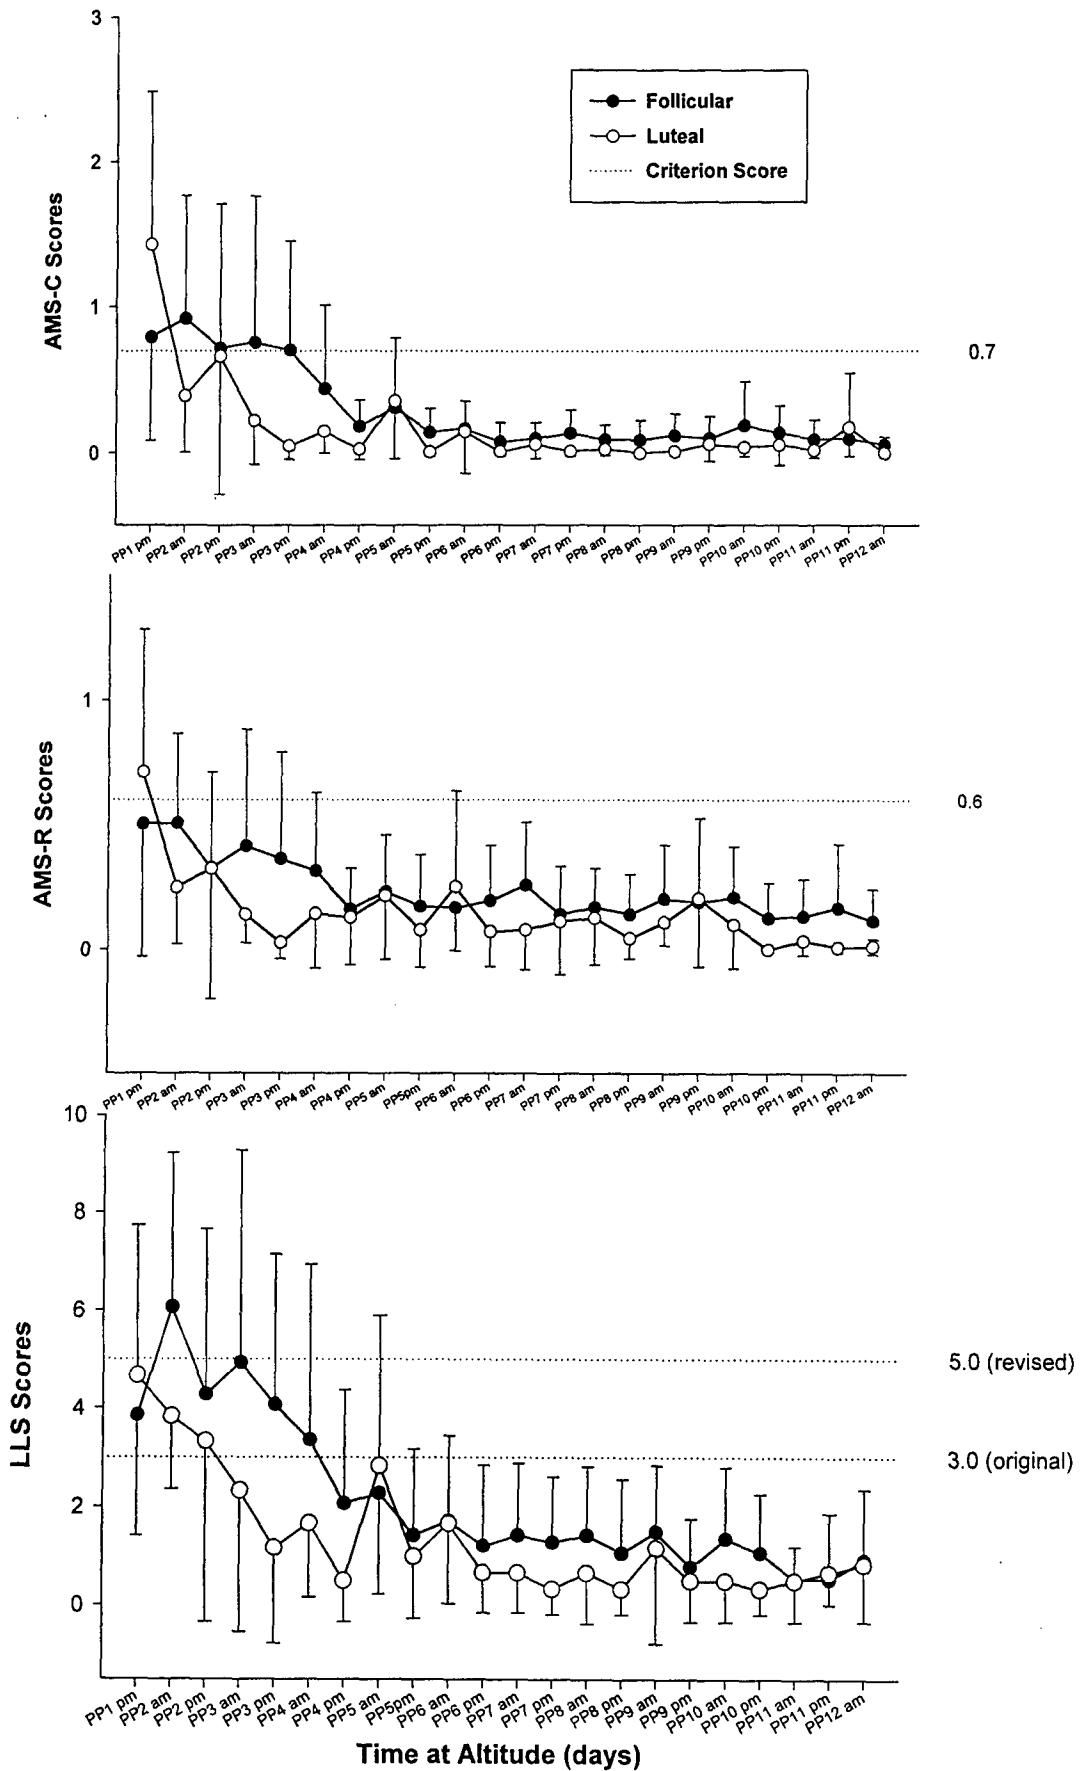 3
2
1
0
AMS-C Scores
Follicular
Luteal
Criterion Score
0.7
PP1 pm PP2 am PP2 pm PP3 am PP3 pm PP4 am PP4 pm PP5 am PP5 pm PP6 am PP6 pm PP7 am PP7 pm PP8 am PP8 pm PP9 am PP9 pm PP10 am PP10 pm PP11 am PP11 pm PP12 am
1
0
AMS-R Scores
0.6
PP1 pm PP2 am PP2 pm PP3 am PP3 pm PP4 am PP4 pm PP5 am PP5pm PP6 am PP6 pm PP7 am PP7 pm PP8 am PP8 pm PP9 am PP9 pm PP10 am PP10 pm PP11 am PP11 pm PP12 am
10
8
6
4
2
0
LLS Scores
5.0 (revised)
3.0 (original)
PP1 pm PP2 am PP2 pm PP3 am PP3 pm PP4 am PP4 pm PP5 am PP5pm PP6 am PP6 pm PP7 am PP7 pm PP8 am PP8 pm PP9 am PP9 pm PP10 am PP10 pm PP11 am PP11 pm PP12 am
Time at Altitude (days)